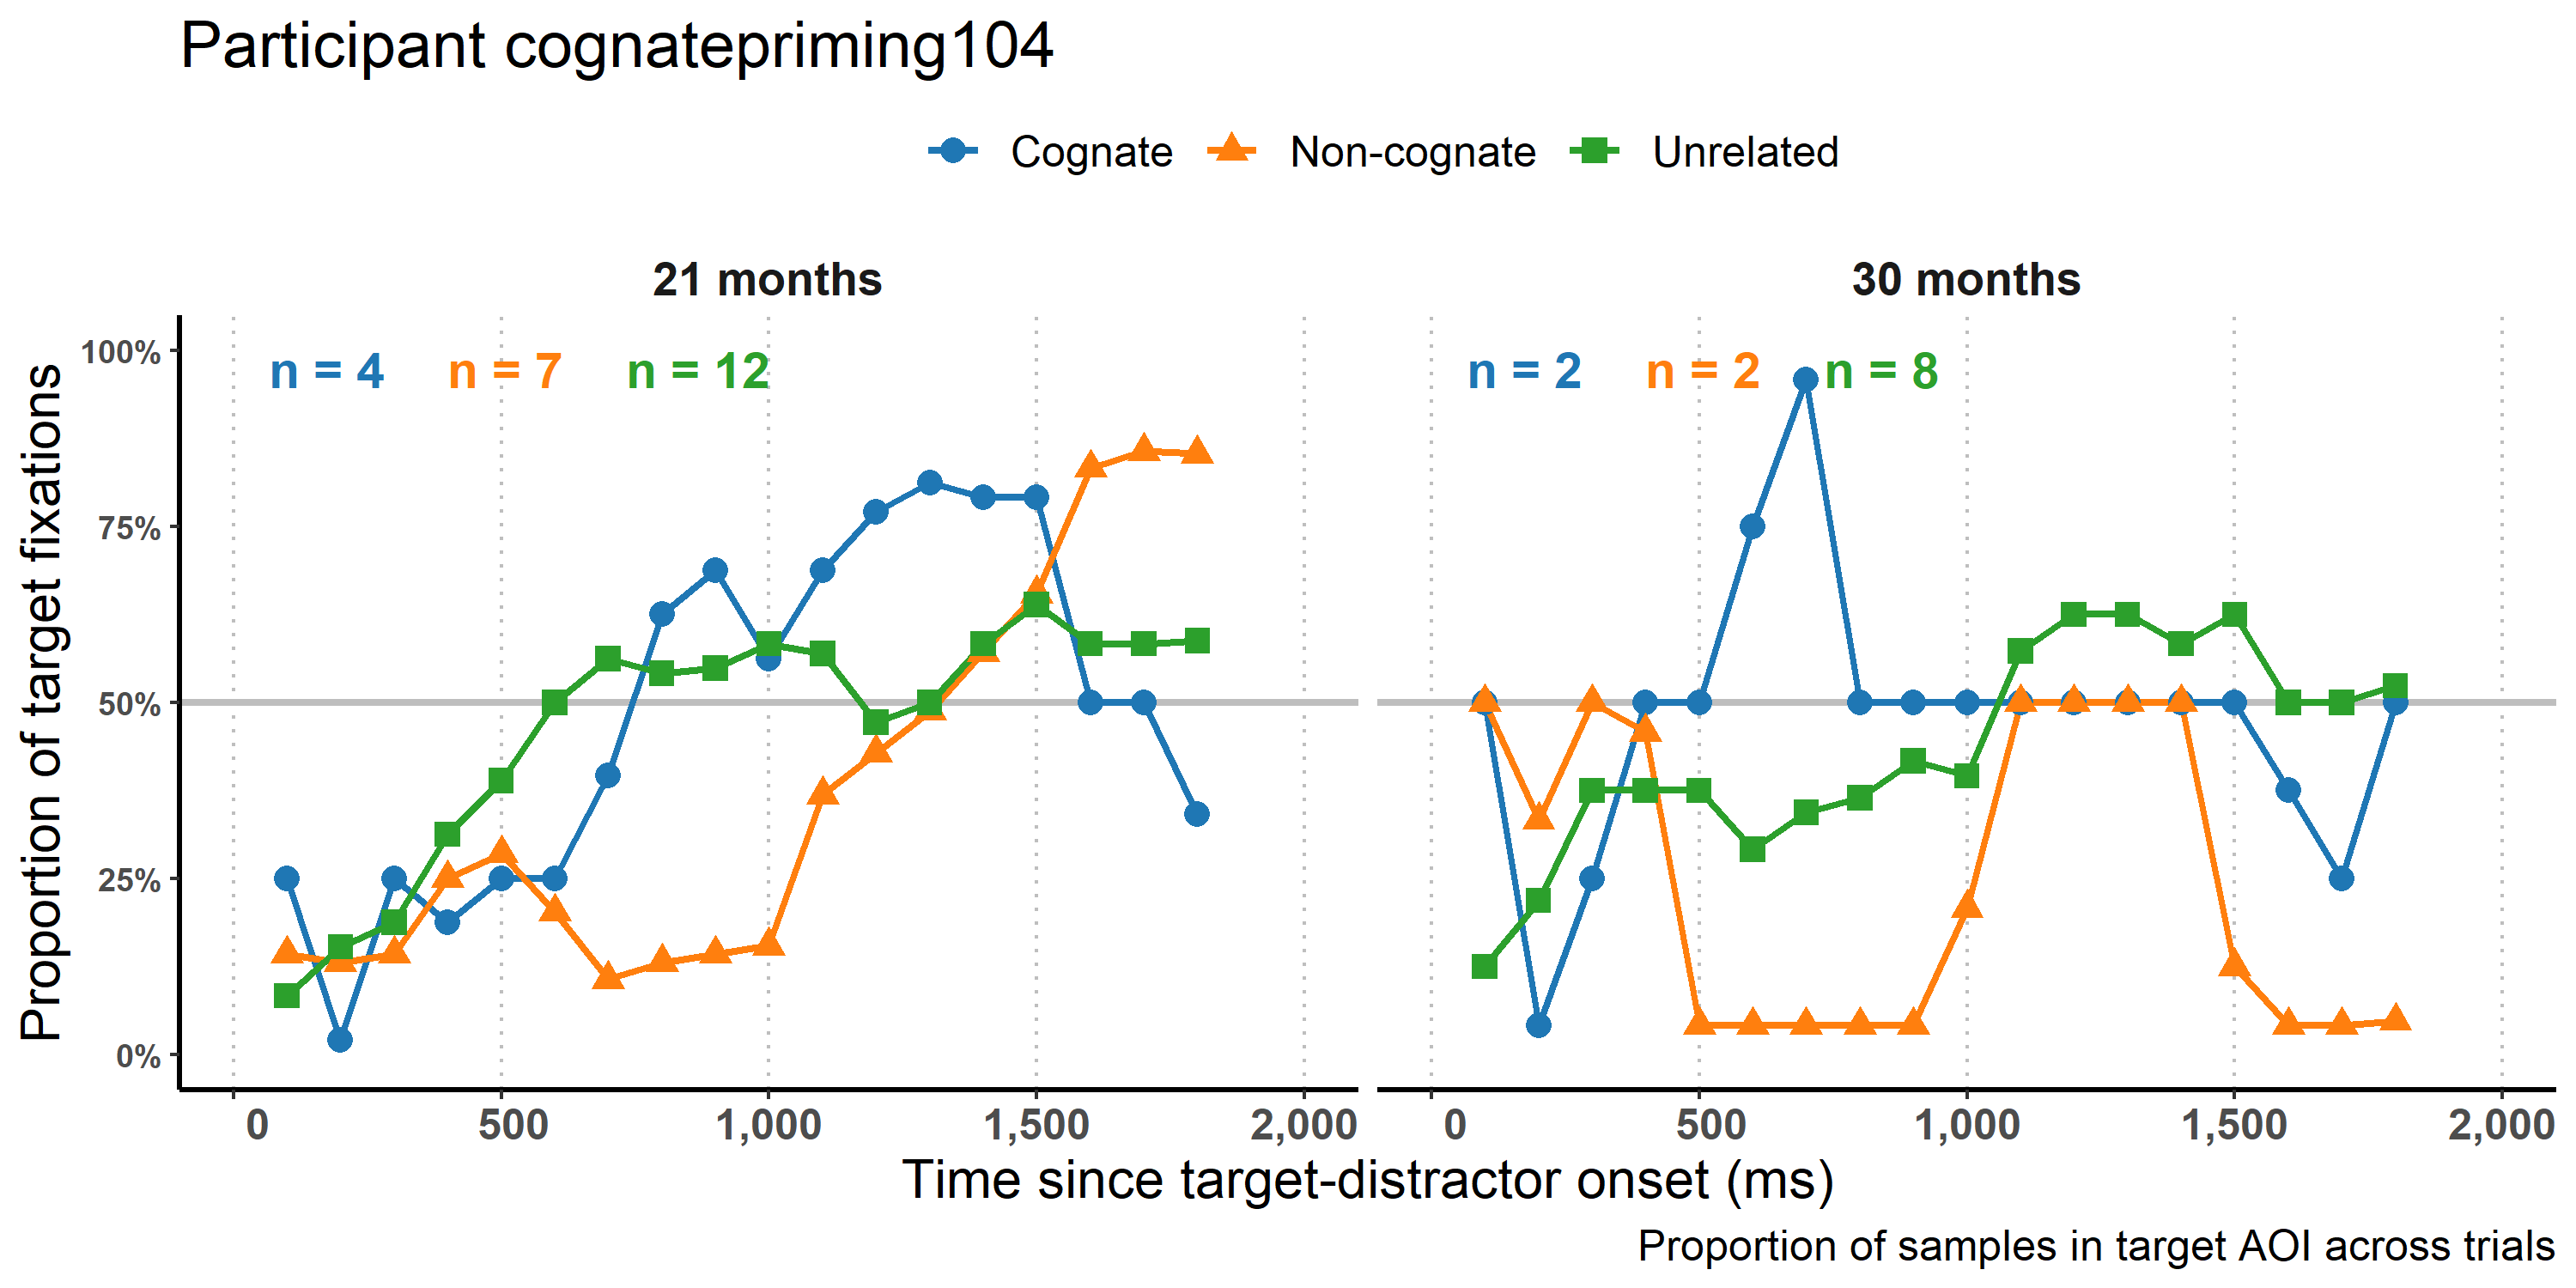 Participant cognatepriming104
Cognate Non-cognate Unrelated
21 months 30 months
n = 4 n = 7 n = 12 n = 2 n = 2 n = 8
Proportion of target fixations
100%
75%
50%
25%
0%
0 500 1,000 1,500 2,000 0 500 1,000 1,500 2,000
Time since target-distractor onset (ms)
Proportion of samples in target AOI across trials